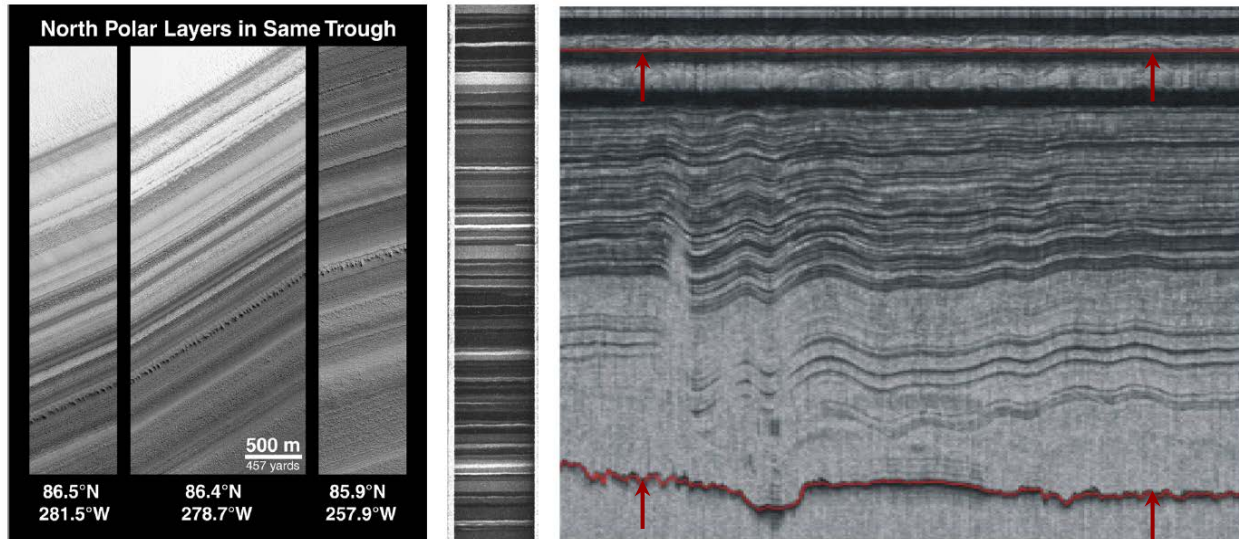 North Polar Layers in Same Trough
500 m
457 yards
86.5°N
281.5°W
86.4°N
278.7°W
85.9°N
257.9°W